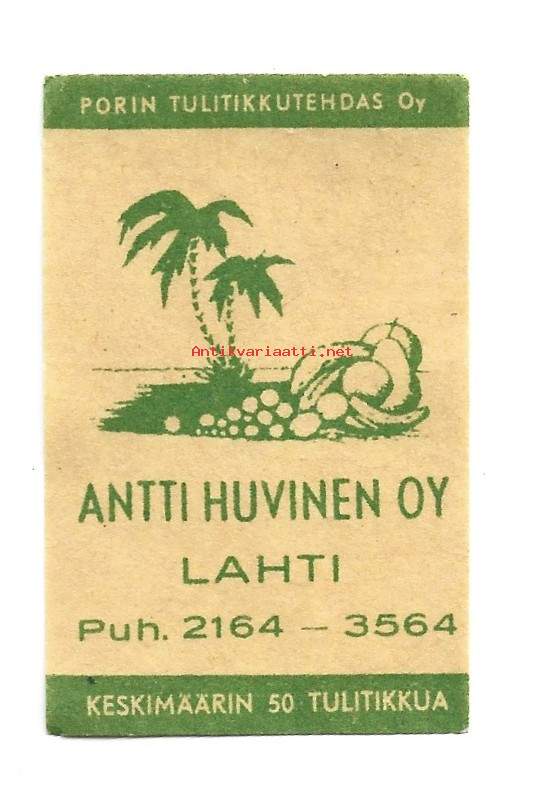 PORIN TULITIKKUTEHDAS Oy
Antikvariaatti.net
ANTTI HUVINEN OY
LAHTI
Puh. 2164 – 3564
KESKIMÄÄRIN 50 TULITIKKUA